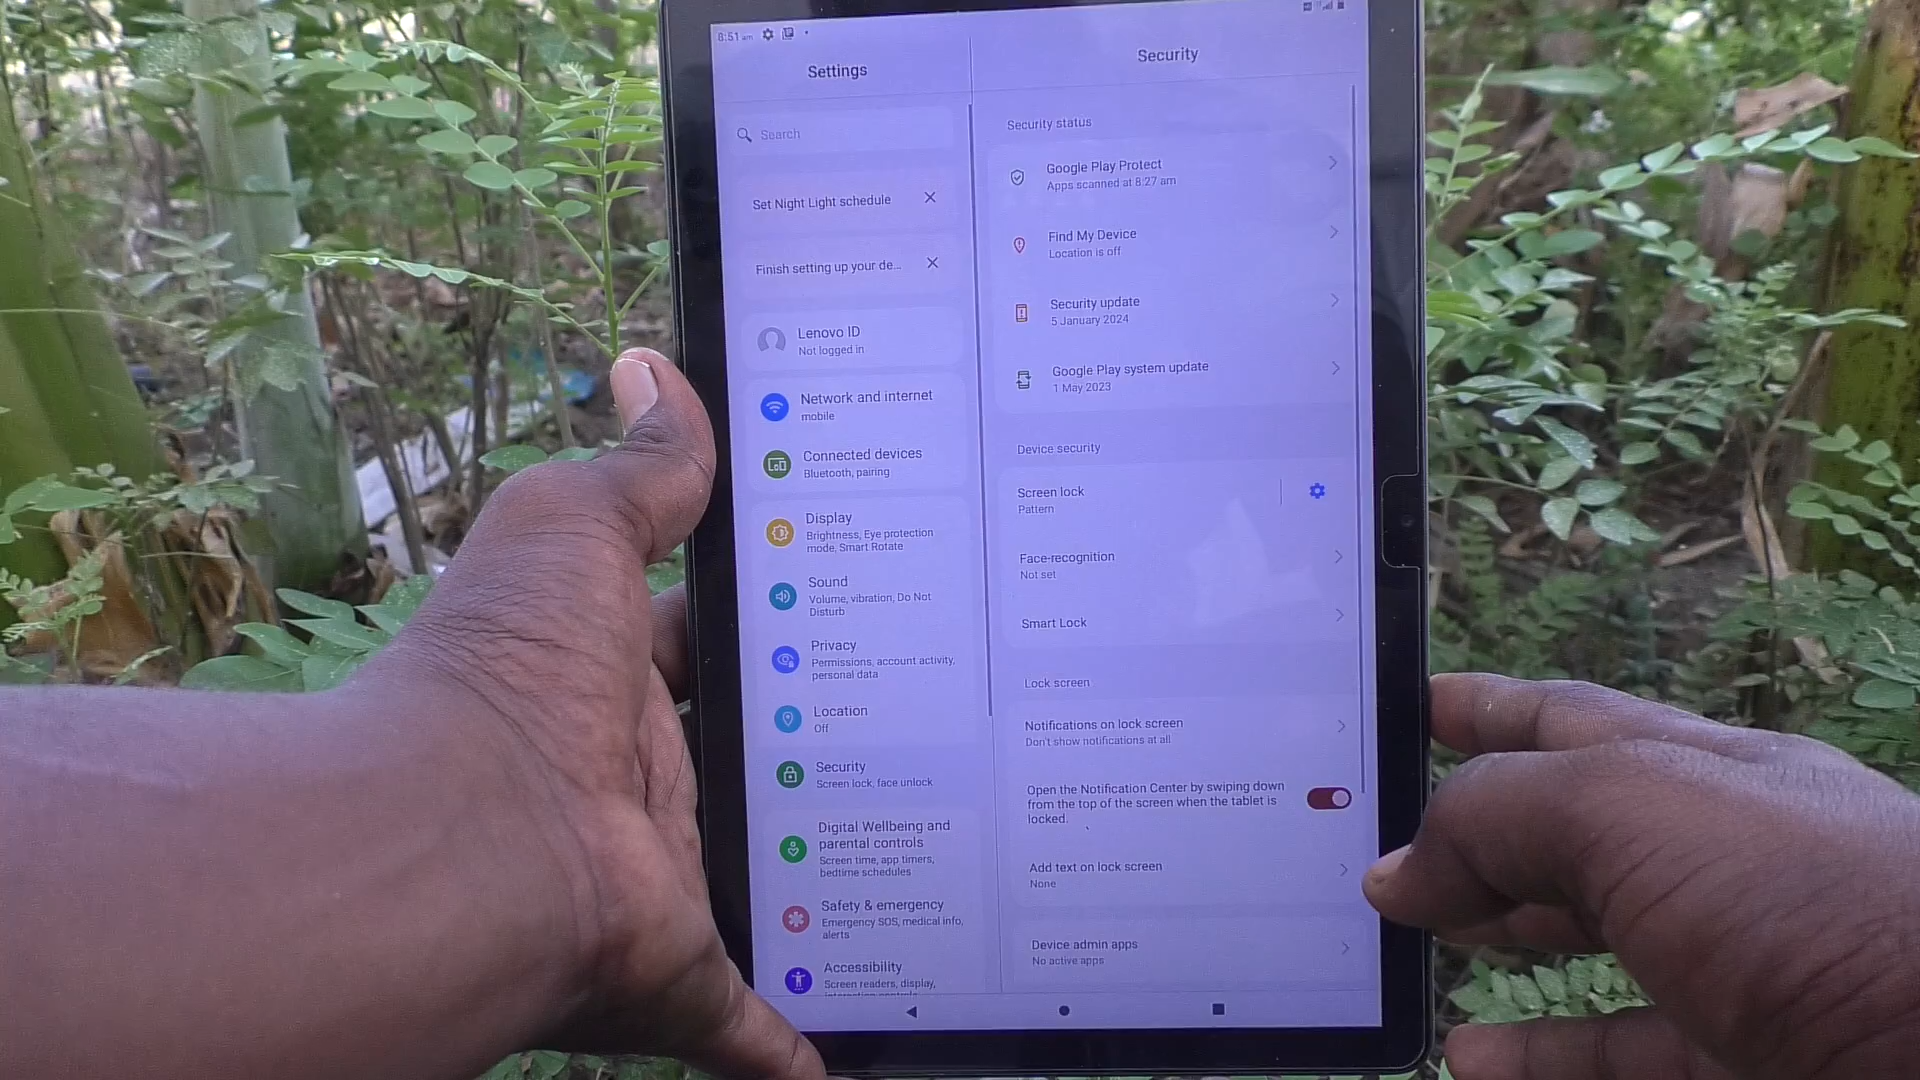 8:51 am
Settings
Search
Set Night Light schedule
Finish setting up your de...
Lenovo ID
Not logged in
Network and internet
mobile
Connected devices
Bluetooth, pairing
Display
Brightness, Eye protection
mode, Smart Rotate
Sound
Volume, vibration, Do Not
Disturb
Privacy
Permissions, account activity,
personal data
Location
Off
Security
Screen lock, face unlock
Digital Wellbeing and
parental controls
Screen time, app timers,
bedtime schedules
Safety & emergency
Emergency SOS, medical info,
alerts
Accessibility
Screen readers, display,
Security
Security status
Google Play Protect
Apps scanned at 8:27 am
Find My Device
Location is off
Security update
5 January 2024
Google Play system update
1 May 2023
Device security
Screen lock
Pattern
Face-recognition
Not set
Smart Lock
Lock screen
Notifications on lock screen
Don't show notifications at all
Open the Notification Center by swiping down
from the top of the screen when the tablet is
locked.
Add text on lock screen
None
Device admin apps
No active apps